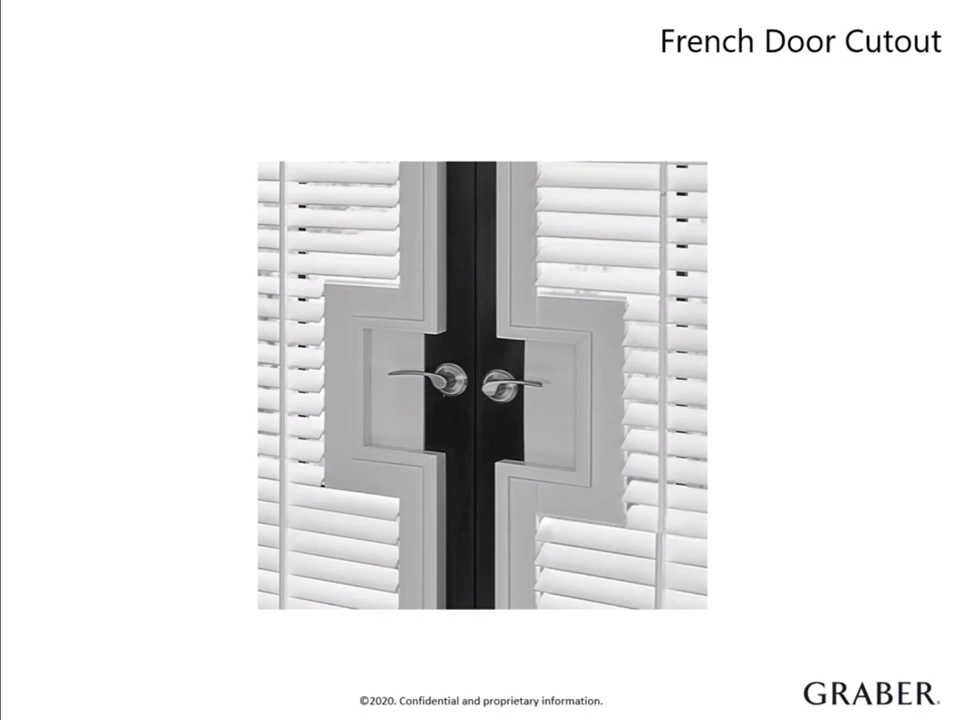 French Door Cutout
©2020. Confidential and proprietary information.
GRABER®